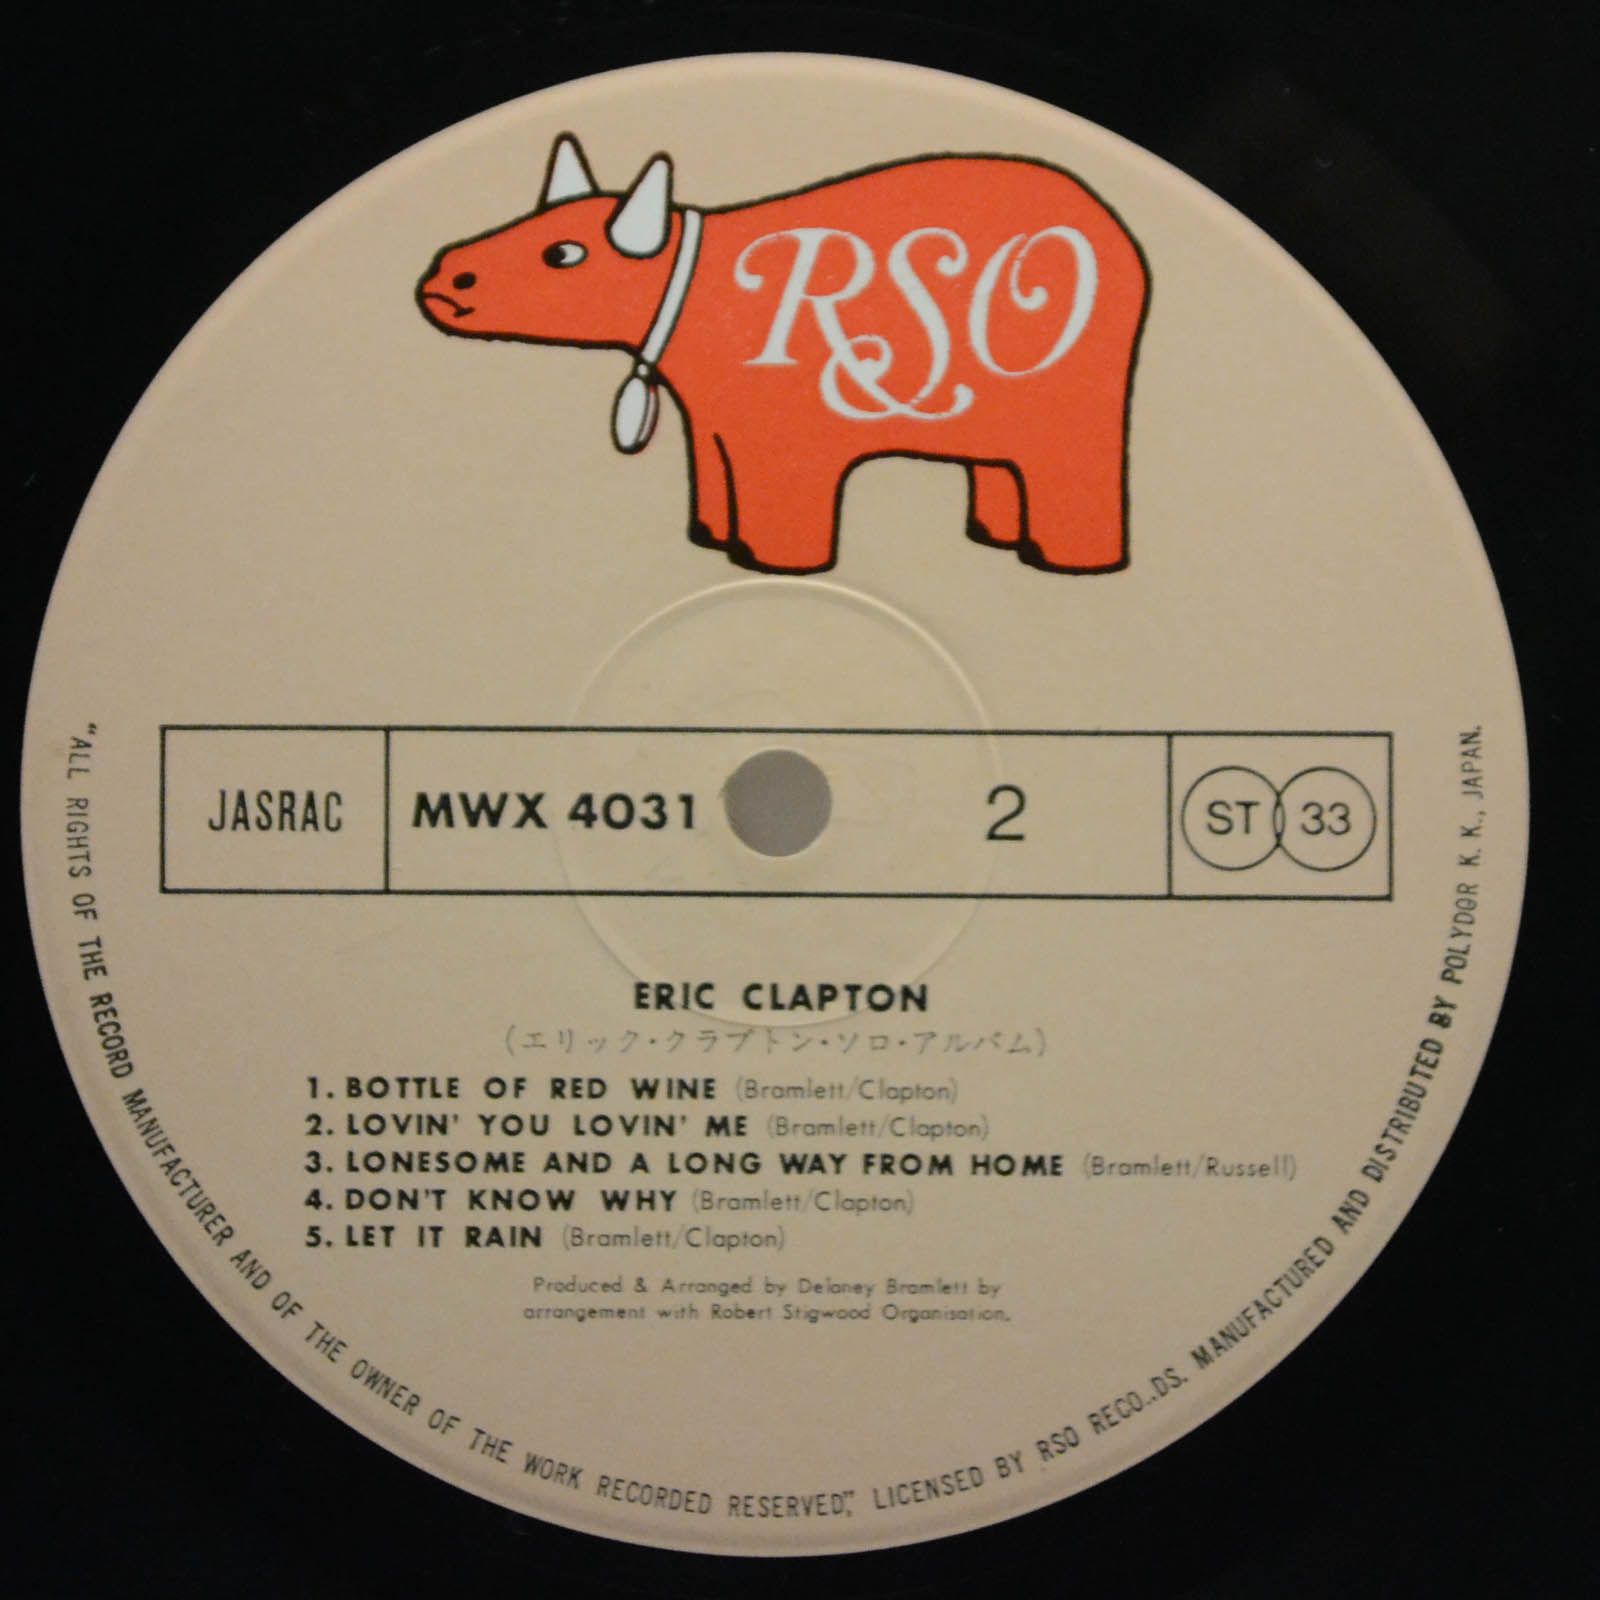 RSO
JASRAC
MWX 4031
2
ST 33
ERIC CLAPTON
(エリック・クラプトン・ソロ・アルバム)
1. BOTTLE OF RED WINE (Bramlett/Clapton)
2. LOVIN' YOU LOVIN' ME (Bramlett/Clapton)
3. LONESOME AND A LONG WAY FROM HOME (Bramlett/Russell)
4. DON'T KNOW WHY (Bramlett/Clapton)
5. LET IT RAIN (Bramlett/Clapton)
Produced & Arranged by Delaney Bramlett by
arrangement with Robert Stigwood Organisation.
"ALL RIGHTS OF THE RECORD MANUFACTURER AND OF THE OWNER OF THE WORK RECORDED RESERVED", LICENSED BY RSO RECO..DS. MANUFACTURED AND DISTRIBUTED BY POLYDOR K. K., JAPAN.